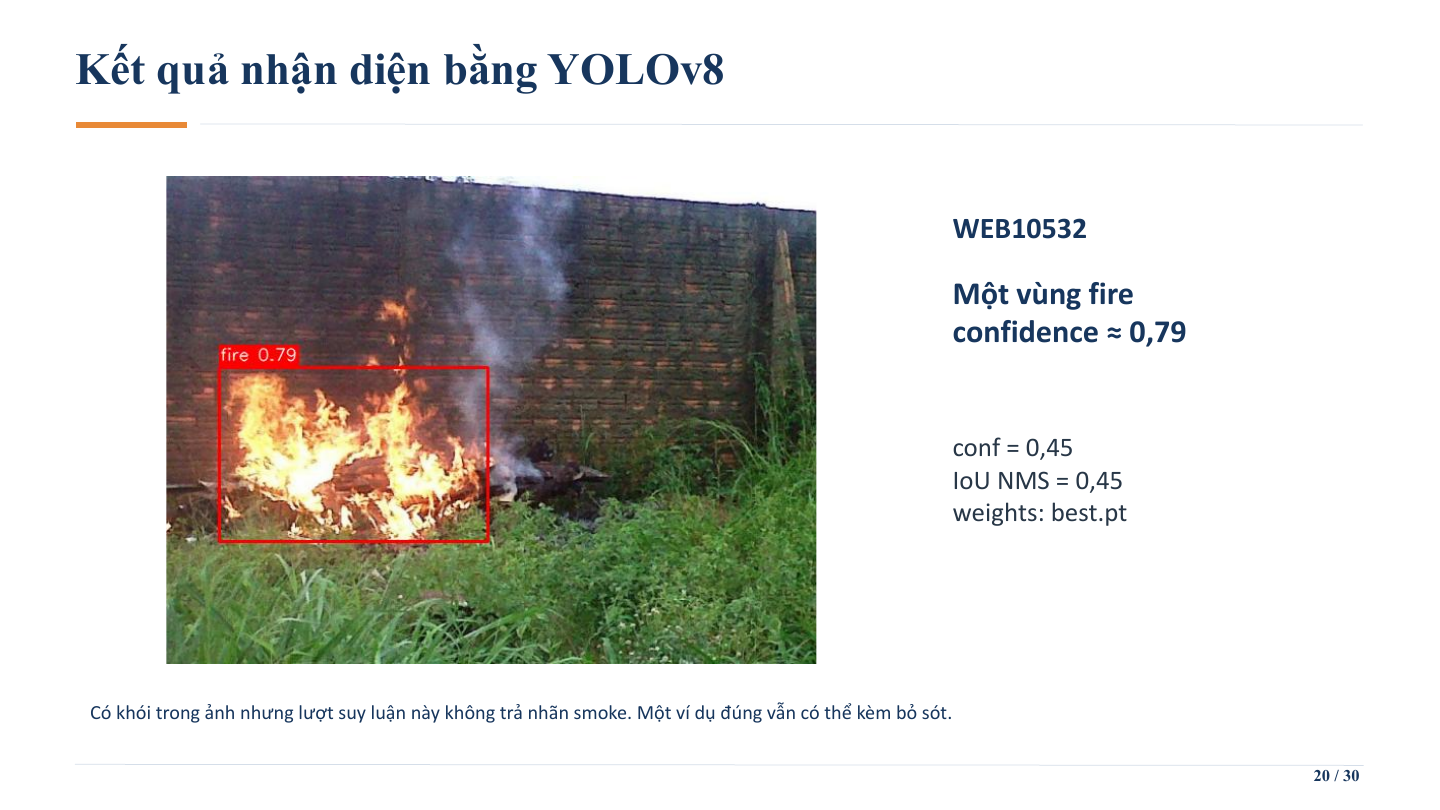 Kết quả nhận diện bằng YOLOv8
fire 0.79
WEB10532
Một vùng fire
confidence ≈ 0,79
conf = 0,45
IoU NMS = 0,45
weights: best.pt
Có khói trong ảnh nhưng lượt suy luận này không trả nhãn smoke. Một ví dụ đúng vẫn có thể kèm bỏ sót.
20 / 30